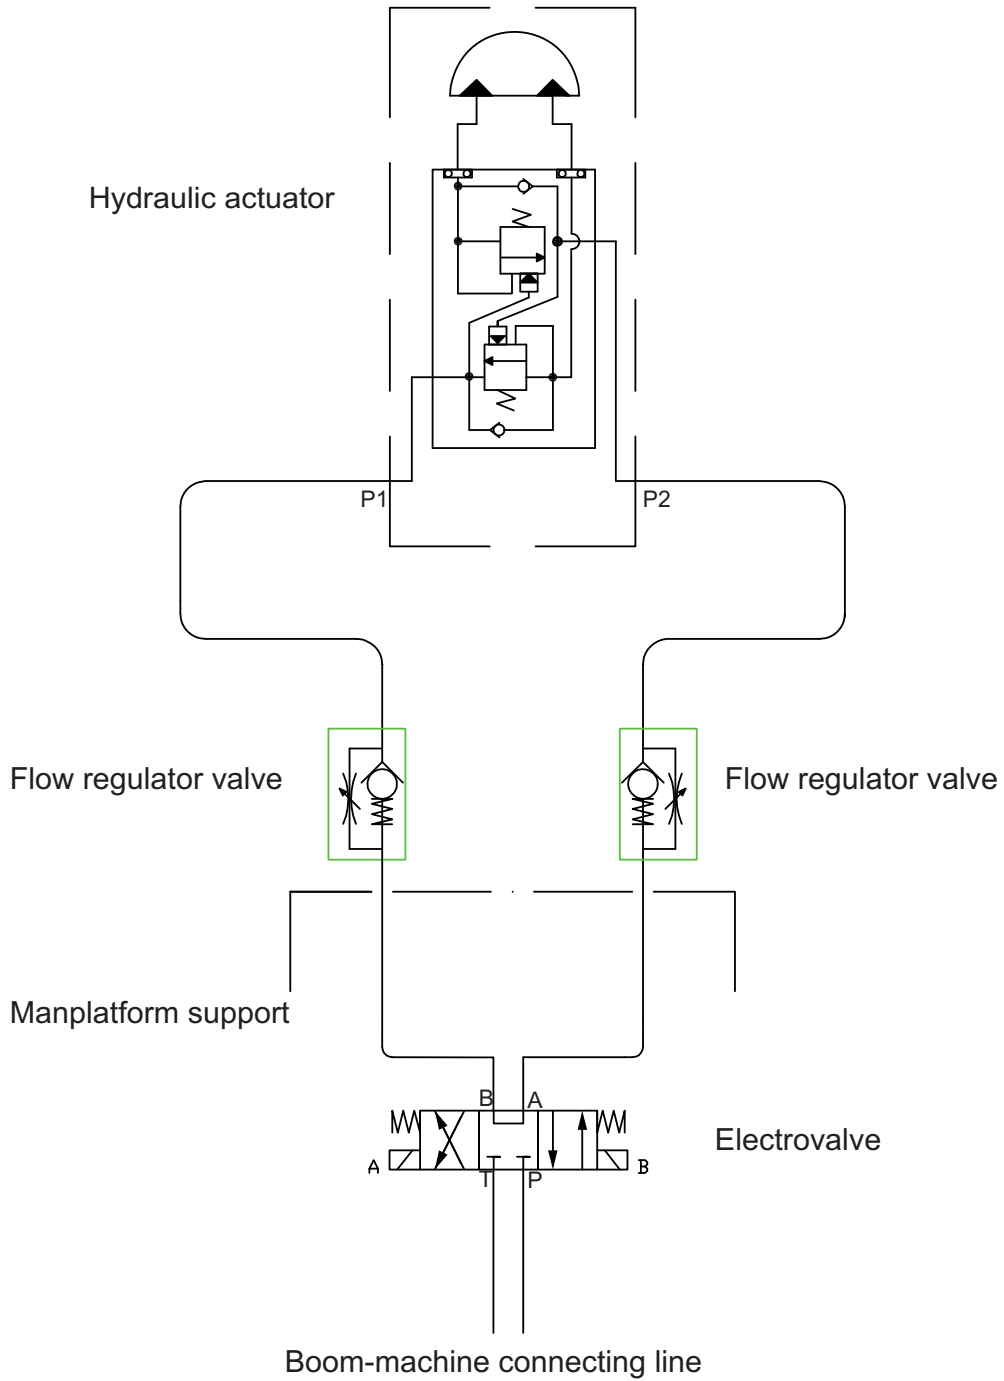 Hydraulic actuator
P1
P2
Flow regulator valve
Flow regulator valve
Manplatform support
B
A
Electrovalve
A
B
T
P
Boom-machine connecting line